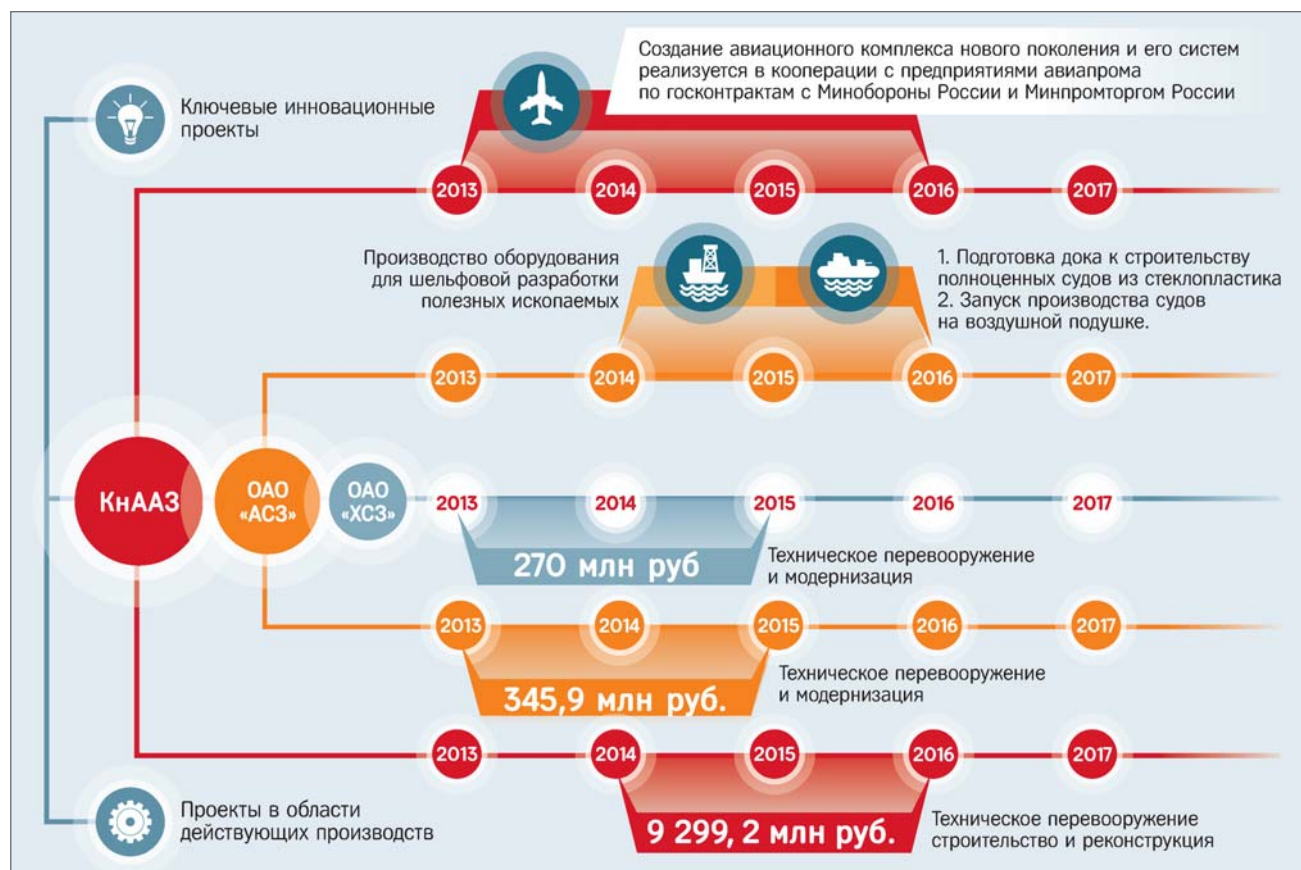 Создание авиационного комплекса нового поколения и его систем
реализуется в кооперации с предприятиями авиапрома
по госконтрактам с Минобороны России и Минпромторгом России
Ключевые инновационные
проекты
2013 2014 2015 2016 2017
Производство оборудования
для шельфовой разработки
полезных ископаемых
1. Подготовка дока к строительству
полноценных судов из стеклопластика
2. Запуск производства судов
на воздушной подушке.
2013 2014 2015 2016 2017
КнААЗ
ОАО
«АСЗ»
ОАО
«ХСЗ»
2013 2014 2015 2016 2017
270 млн руб
Техническое перевооружение
и модернизация
2013 2014 2015 2016 2017
345,9 млн руб.
Техническое перевооружение
и модернизация
2013 2014 2015 2016 2017
9 299, 2 млн руб.
Техническое перевооружение
строительство и реконструкция
Проекты в области
действующих производств